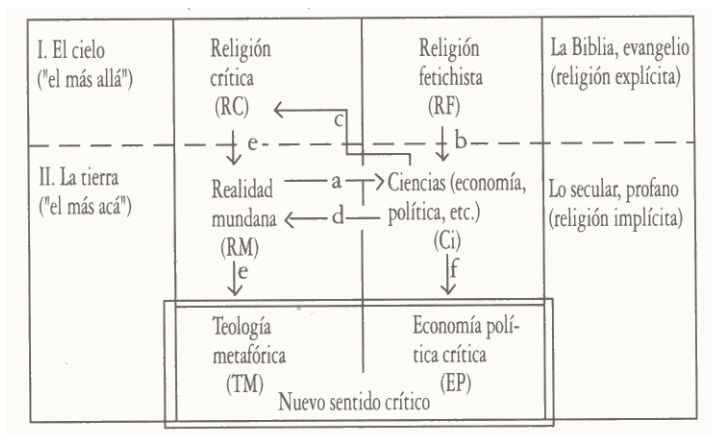 I. El cielo
("el más allá")
Religión
crítica
(RC)
Religión
fetichista
(RF)
La Biblia, evangelio
(religión explícita)
c
e
b
II. La tierra
("el más acá")
Realidad
mundana
(RM)
a
d
Ciencias (economía,
política, etc.)
(Ci)
Lo secular, profano
(religión implícita)
e
f
Teología
metafórica
(TM)
Economía polí-
tica crítica
(EP)
Nuevo sentido crítico